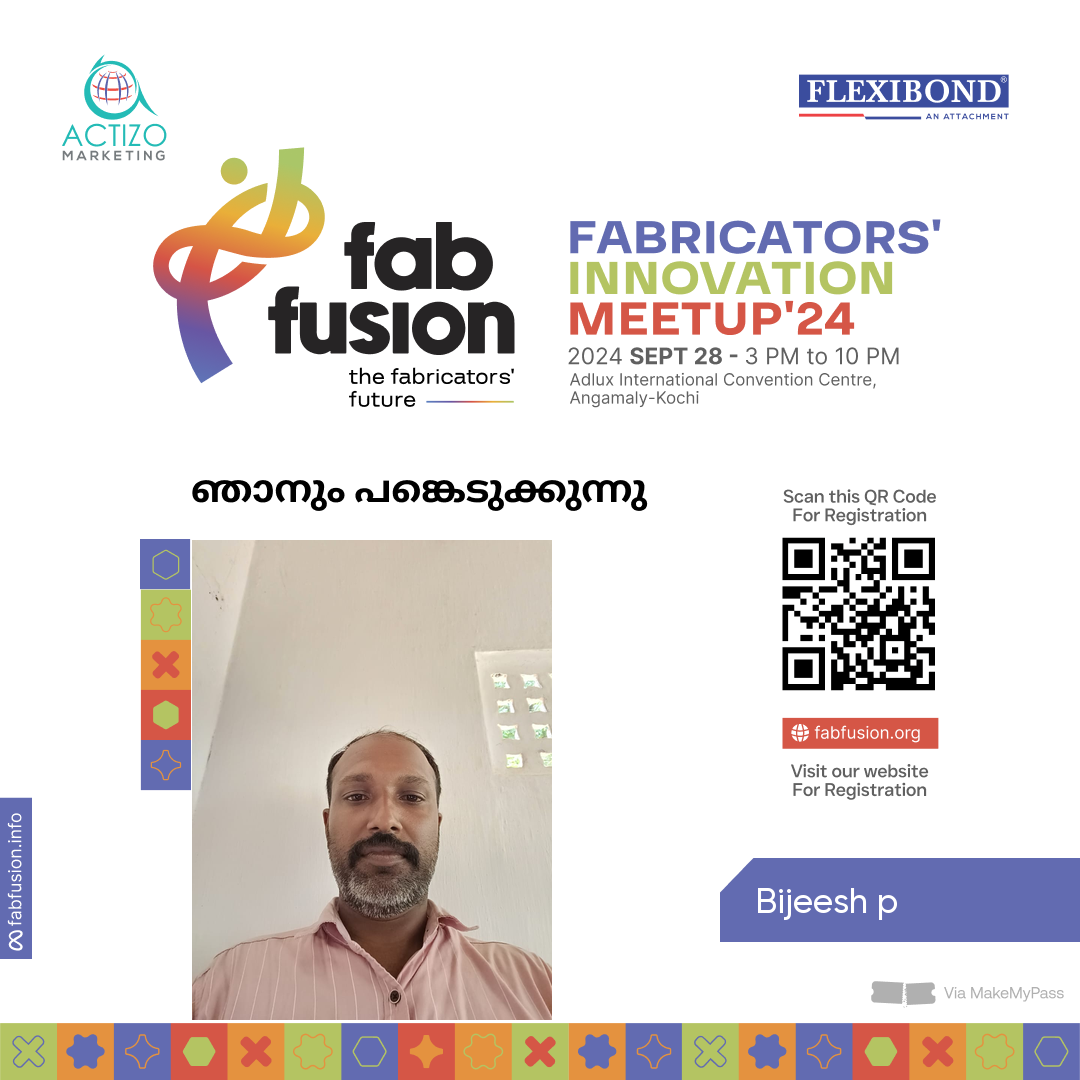 ACTIZO
MARKETING
FLEXIBOND®
AN ATTACHMENT
fab
fusion
the fabricators'
future
FABRICATORS'
INNOVATION
MEETUP'24
2024 SEPT 28 - 3 PM to 10 PM
Adlux International Convention Centre,
Angamaly-Kochi
ഞാനും പങ്കെടുക്കുന്നു
Scan this QR Code
For Registration
fabfusion.org
Visit our website
For Registration
fabfusion.info
Bijeesh p
Via MakeMyPass